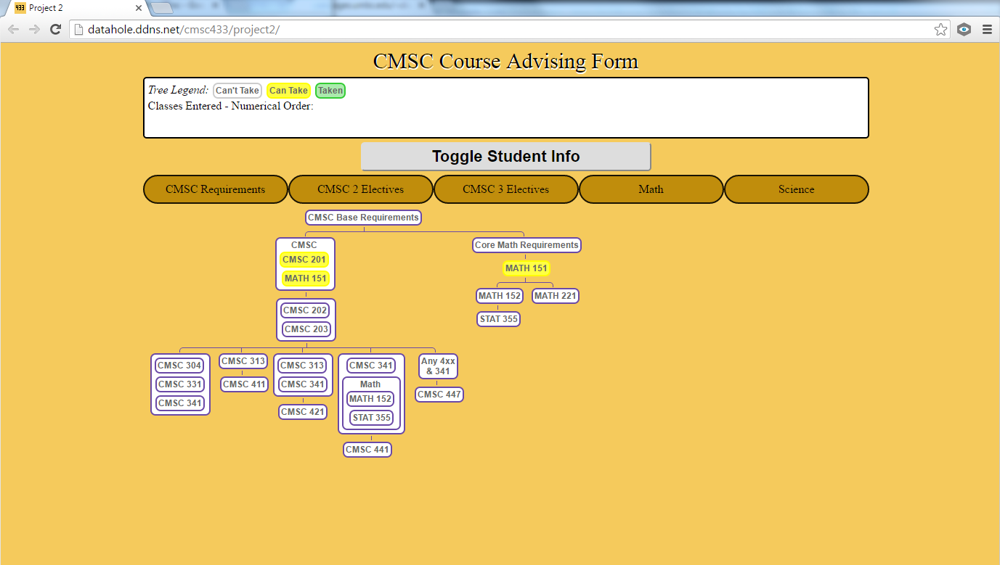 433 Project 2
datahole.ddns.net/cmsc433/project2/
CMSC Course Advising Form
Tree Legend: Can't Take Can Take Taken
Classes Entered - Numerical Order:
Toggle Student Info
CMSC Requirements CMSC 2 Electives CMSC 3 Electives Math Science
CMSC Base Requirements
CMSC Core Math Requirements
CMSC 201
MATH 151
MATH 151
MATH 152 MATH 221
CMSC 202
STAT 355
CMSC 203
CMSC 304 CMSC 313 CMSC 313 CMSC 341 Any 4xx
& 341
CMSC 331 CMSC 411 CMSC 341 Math
CMSC 447
MATH 152
CMSC 341
CMSC 421
STAT 355
CMSC 441